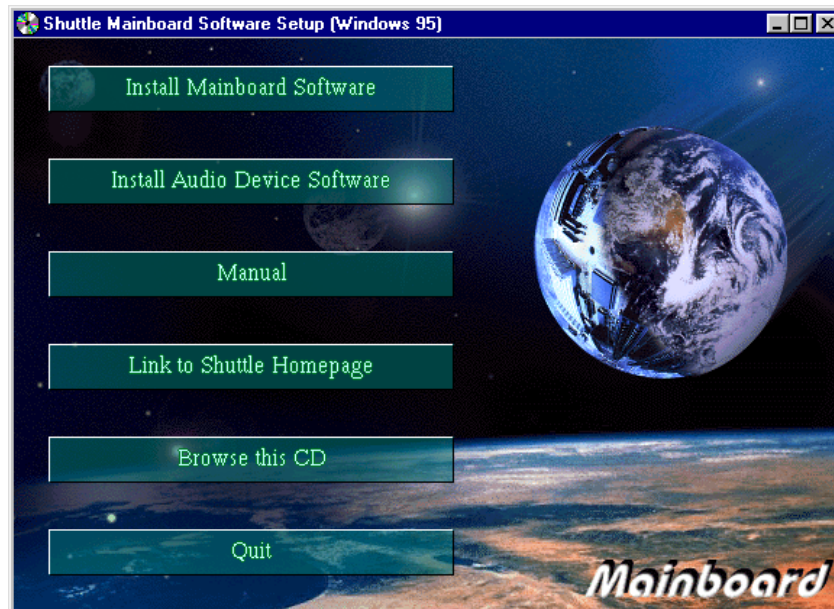 Shuttle Mainboard Software Setup (Windows 95)
Install Mainboard Software
Install Audio Device Software
Manual
Link to Shuttle Homepage
Browse this CD
Quit
Mainboard